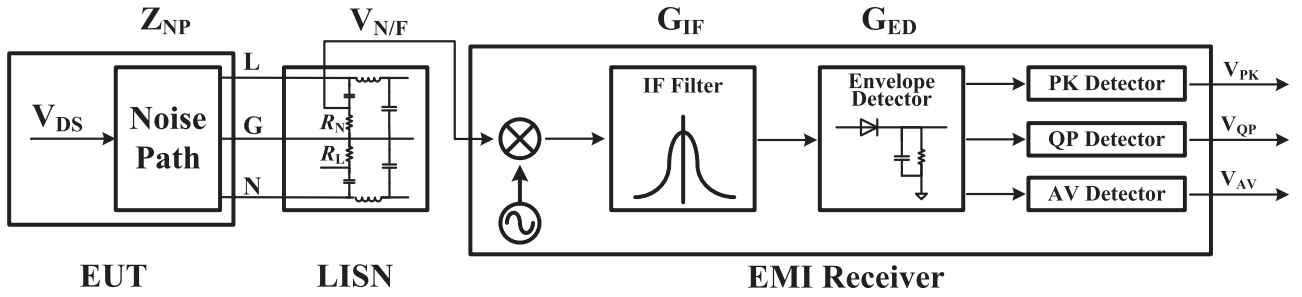 Z_NP
V_N/F
G_IF
G_ED
L
G
N
V_DS
Noise
Path
R_N
R_L
IF Filter
Envelope
Detector
PK Detector
QP Detector
AV Detector
V_PK
V_QP
V_AV
EUT
LISN
EMI Receiver